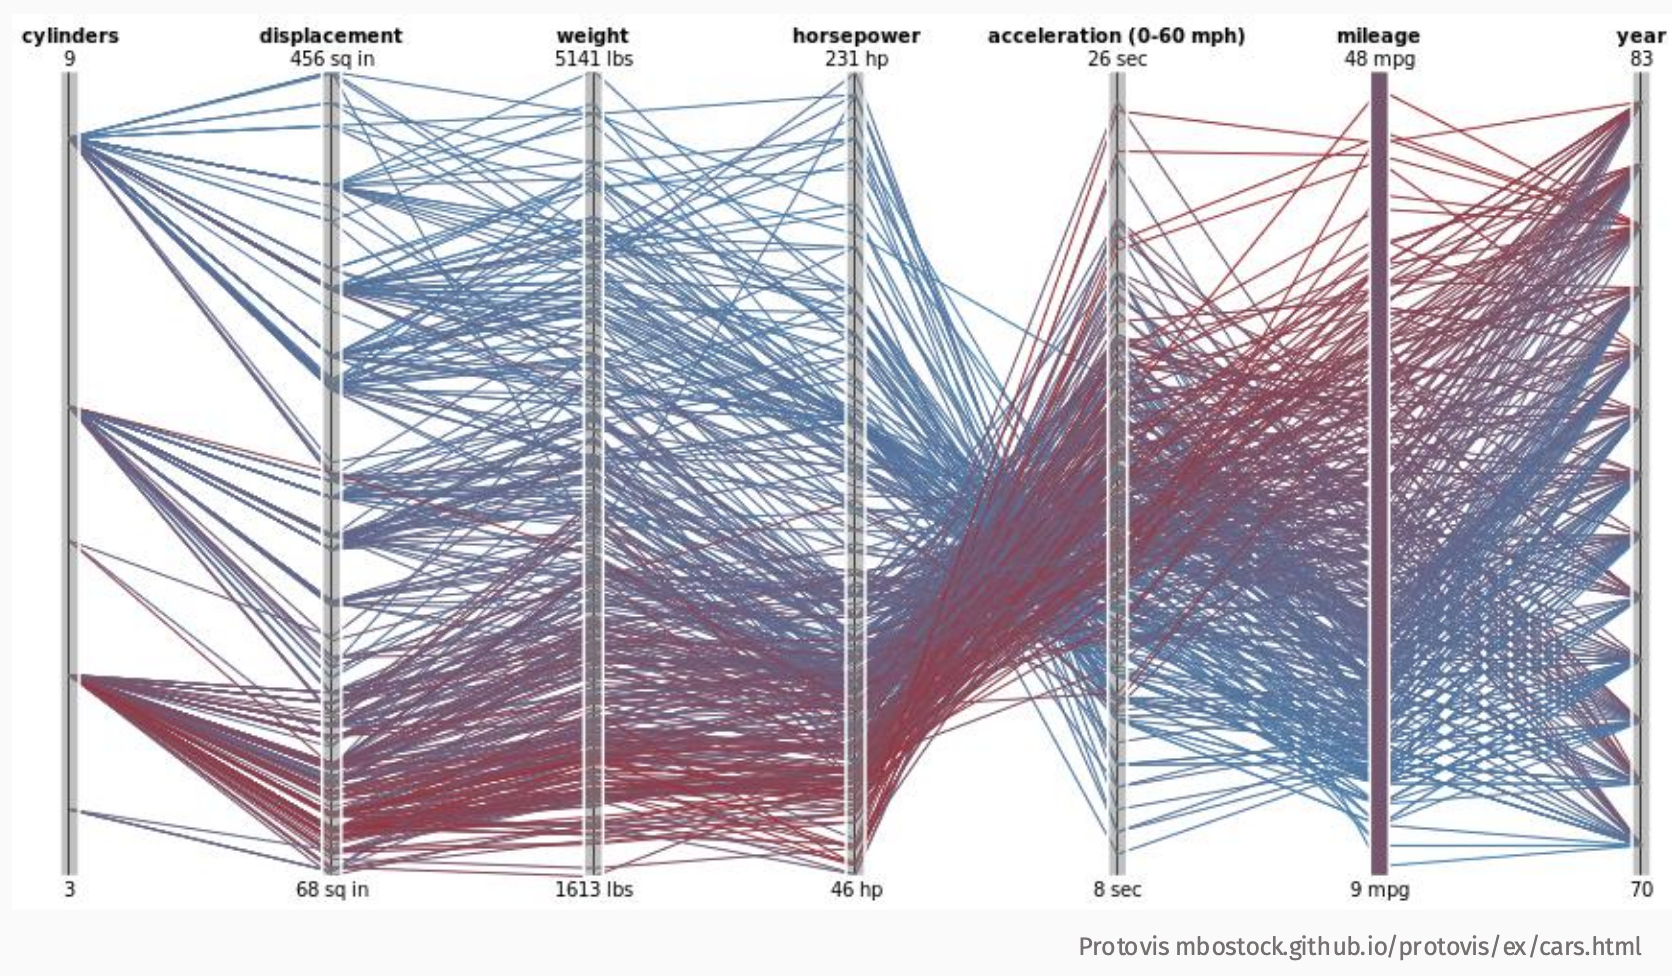 cylinders displacement weight horsepower acceleration (0-60 mph) mileage year
9 456 sq in 5141 lbs 231 hp 26 sec 48 mpg 83
3 68 sq in 1613 lbs 46 hp 8 sec 9 mpg 70
Protovis mbostock.github.io/protovis/ex/cars.html